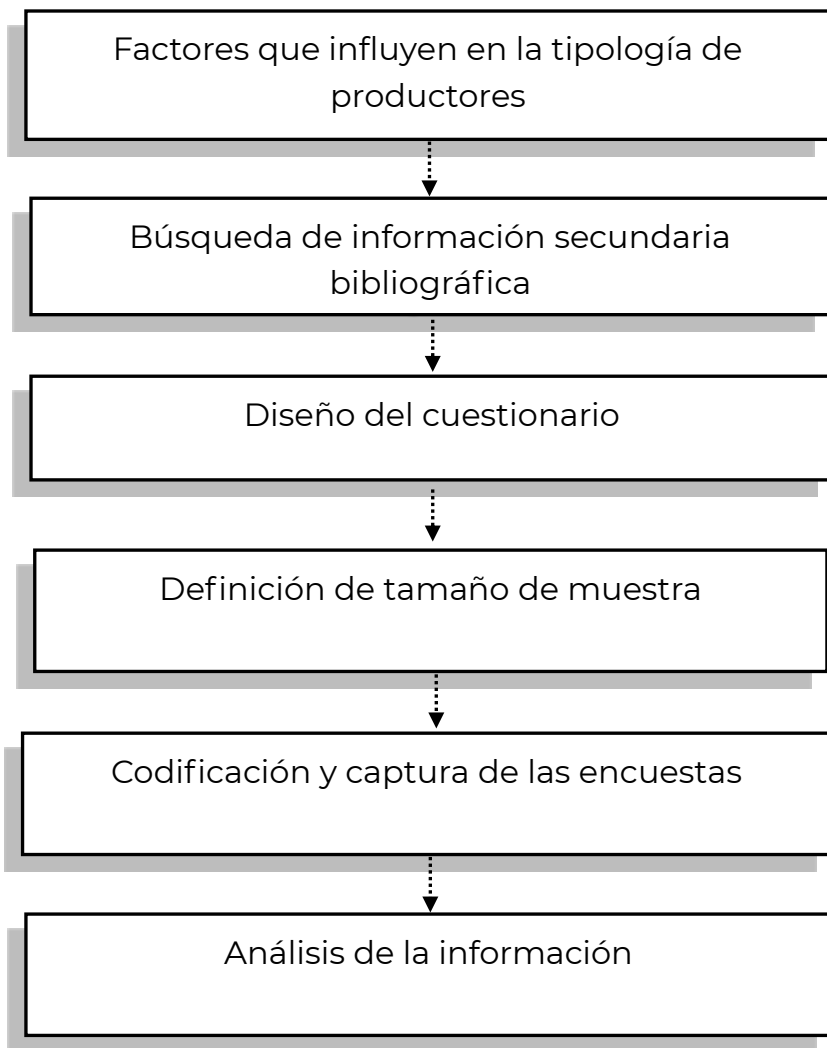 Factores que influyen en la tipología de
productores
Búsqueda de información secundaria
bibliográfica
Diseño del cuestionario
Definición de tamaño de muestra
Codificación y captura de las encuestas
Análisis de la información